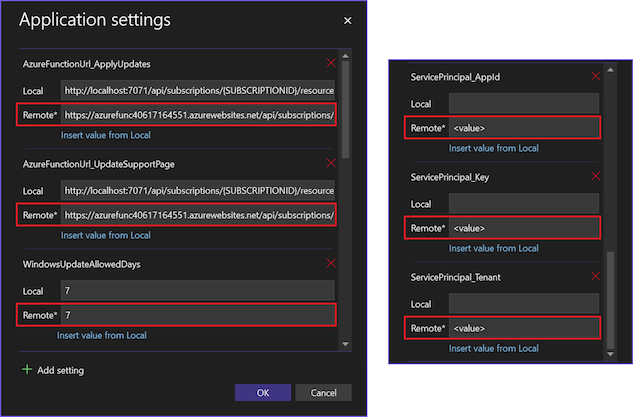 Application settings
AzureFunctionUrl_ApplyUpdates
Local http://localhost:7071/api/subscriptions/{SUBSCRIPTIONID}/resource
Remote* https://azurefunc40617164551.azurewebsites.net/api/subscriptions/
Insert value from Local
AzureFunctionUrl_UpdateSupportPage
Local http://localhost:7071/api/subscriptions/{SUBSCRIPTIONID}/resource
Remote* https://azurefunc40617164551.azurewebsites.net/api/subscriptions/
Insert value from Local
WindowsUpdateAllowedDays
Local 7
Remote* 7
Insert value from Local
Add setting
OK Cancel
ServicePrincipal_AppId
Local
Remote* <value>
Insert value from Local
ServicePrincipal_Key
Local
Remote* <value>
Insert value from Local
ServicePrincipal_Tenant
Local
Remote* <value>
Insert value from Local